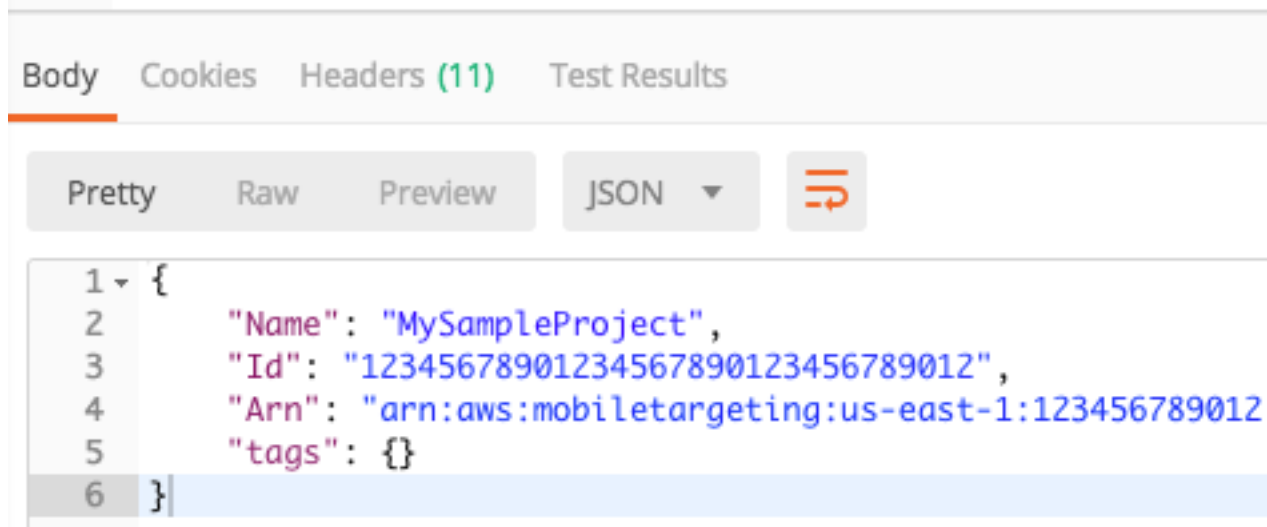 Body Cookies Headers (11) Test Results
Pretty Raw Preview JSON
1 {
2 "Name": "MySampleProject",
3 "Id": "12345678901234567890123456789012",
4 "Arn": "arn:aws:mobiletargeting:us-east-1:123456789012
5 "tags": {}
6 }